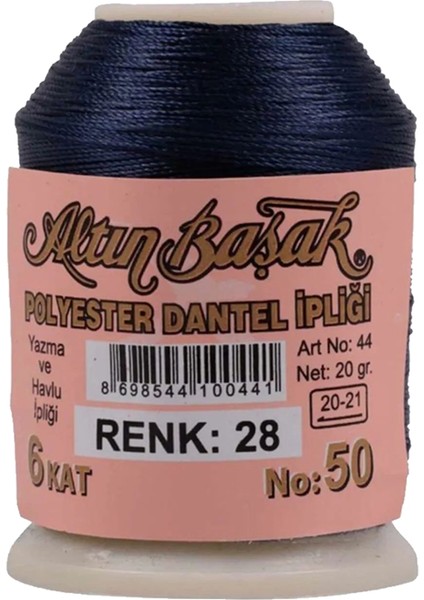 Altın Başak®
POLYESTER DANTEL İPLİĞİ
Yazma
ve
Havlu
İpliği
8 698544 100441
Art No: 44
Net: 20 gr.
20-21
RENK: 28
6 KAT
No: 50